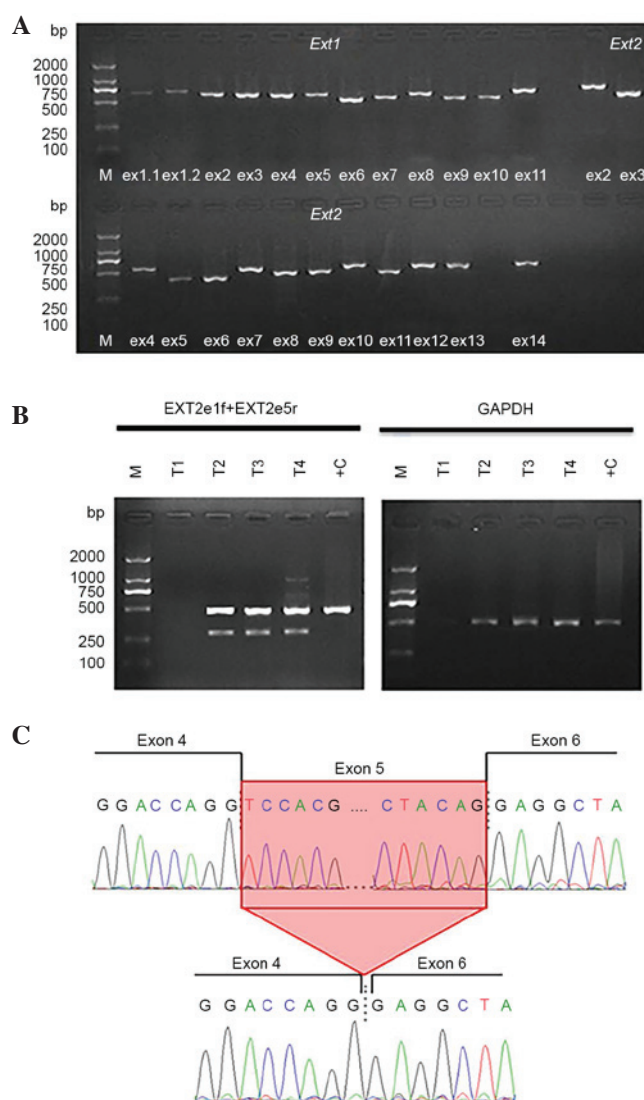 A
bp Ext1 Ext2
2000
1000
750
500
250
100
M ex1.1 ex1.2 ex2 ex3 ex4 ex5 ex6 ex7 ex8 ex9 ex10 ex11 ex2 ex3
bp Ext2
2000
1000
750
500
250
100
M ex4 ex5 ex6 ex7 ex8 ex9 ex10 ex11 ex12 ex13 ex14
B
EXT2e1f+EXT2e5r GAPDH
M T1 T2 T3 T4 +C M T1 T2 T3 T4 +C
bp
2000
1000
750
500
250
100
C
Exon 4 Exon 5 Exon 6
G G A C C A G G T C C A C G .... C T A C A G G A G G C T A
Exon 4 Exon 6
G G A C C A G G G A G G C T A